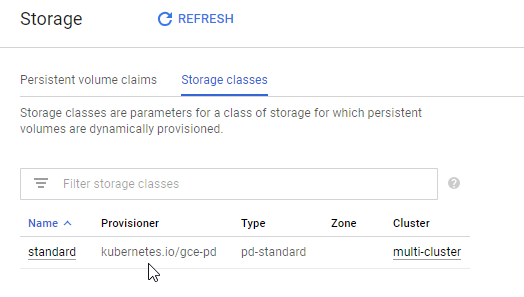 Storage REFRESH
Persistent volume claims Storage classes
Storage classes are parameters for a class of storage for which persistent
volumes are dynamically provisioned.
Filter storage classes ?
Name Provisioner Type Zone Cluster
standard kubernetes.io/gce-pd pd-standard multi-cluster